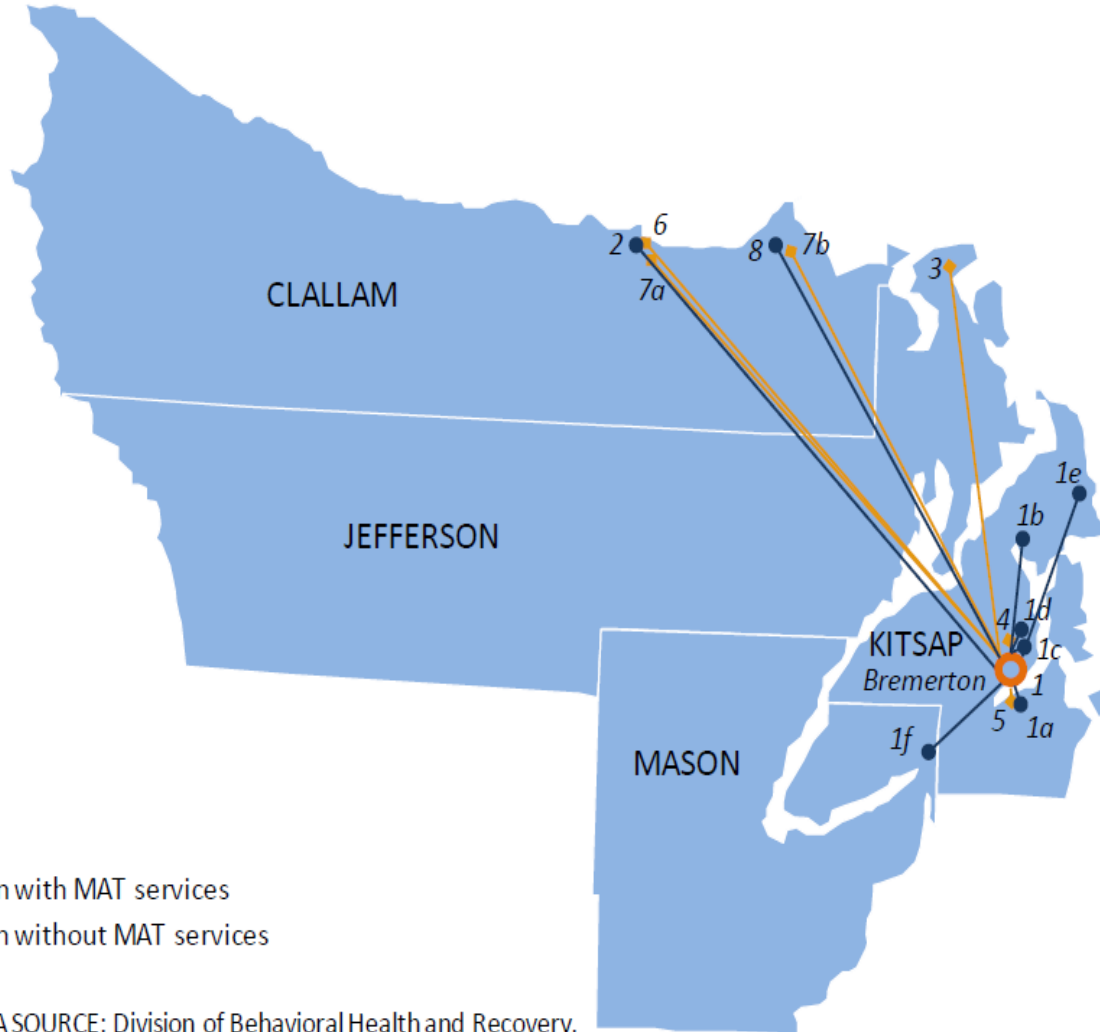 6
2
8
7b
3
7a
CLALLAM
1e
1b
JEFFERSON
4
1d
KITSAP
1c
Bremerton
1
5
1a
1f
MASON
n with MAT services
n without MAT services
A SOURCE: Division of Behavioral Health and Recovery.